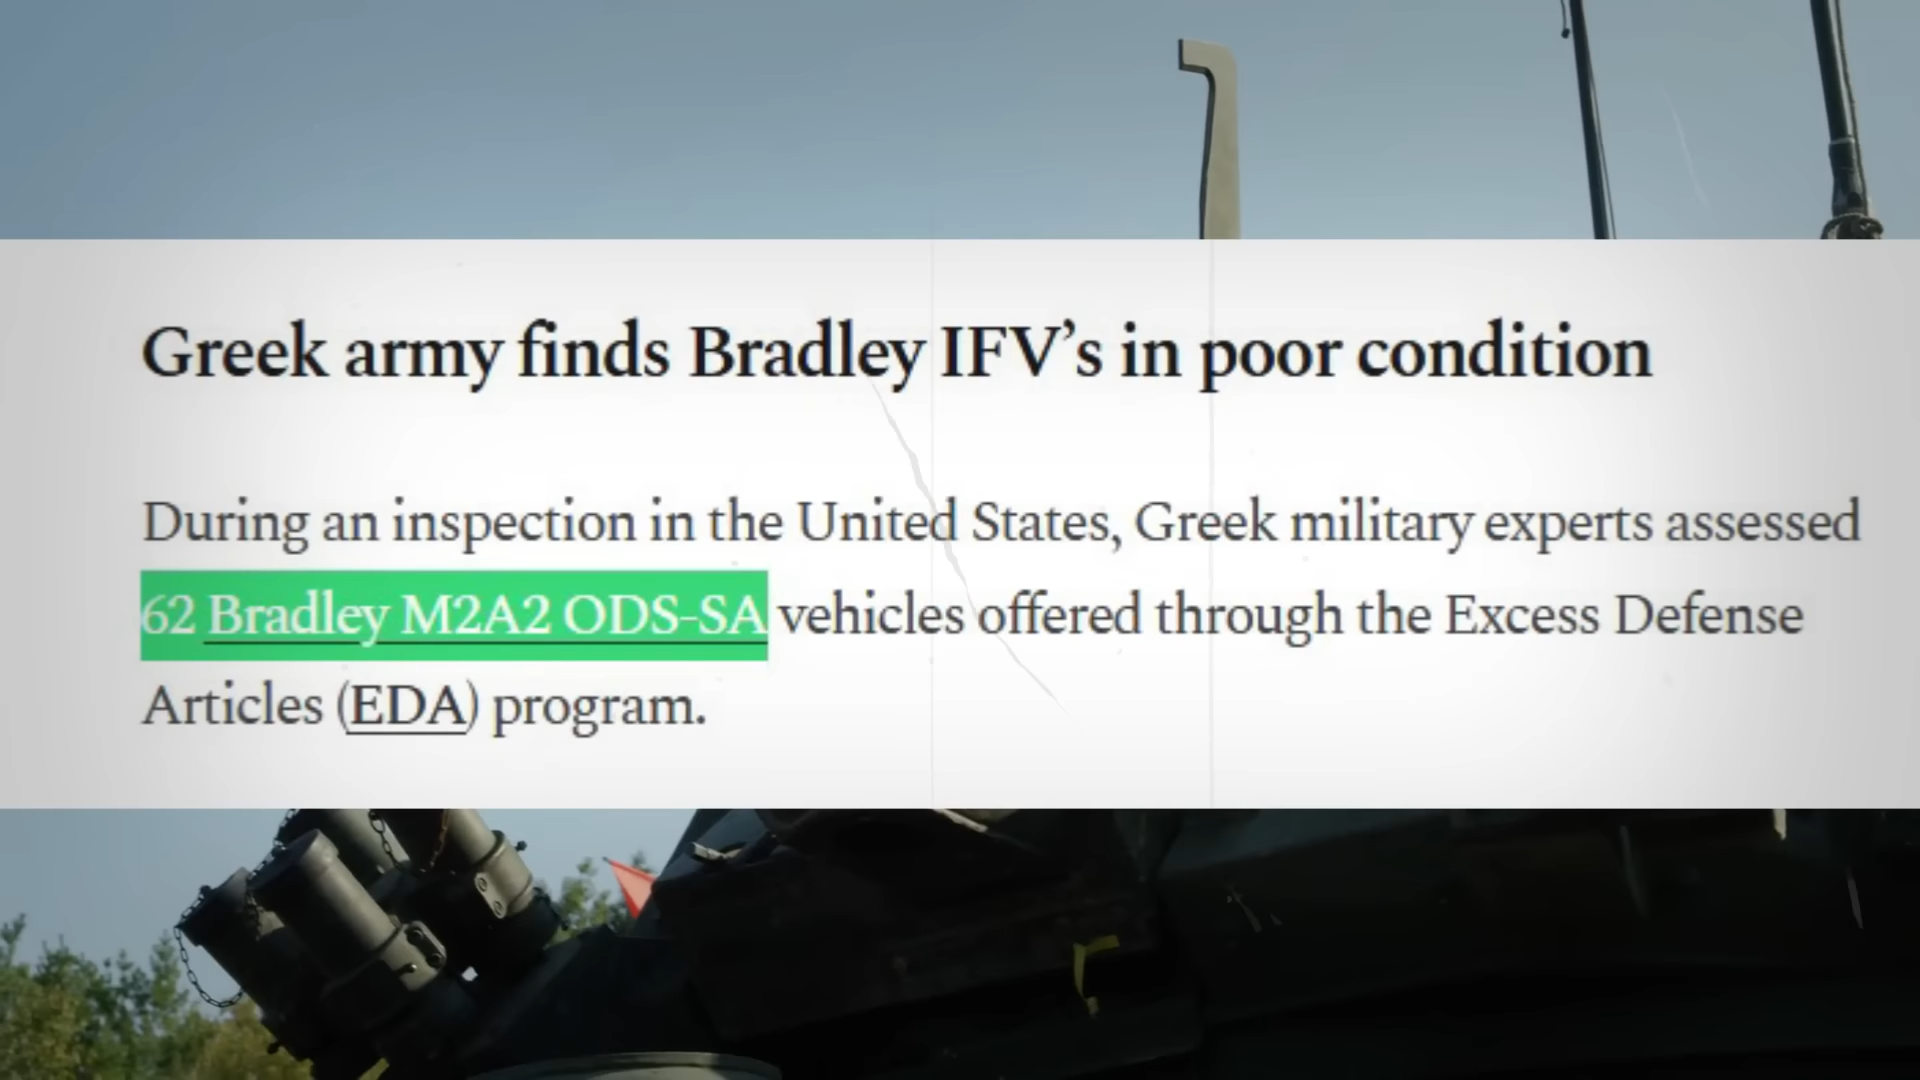 Greek army finds Bradley IFV’s in poor condition
During an inspection in the United States, Greek military experts assessed
62 Bradley M2A2 ODS-SA vehicles offered through the Excess Defense
Articles (EDA) program.